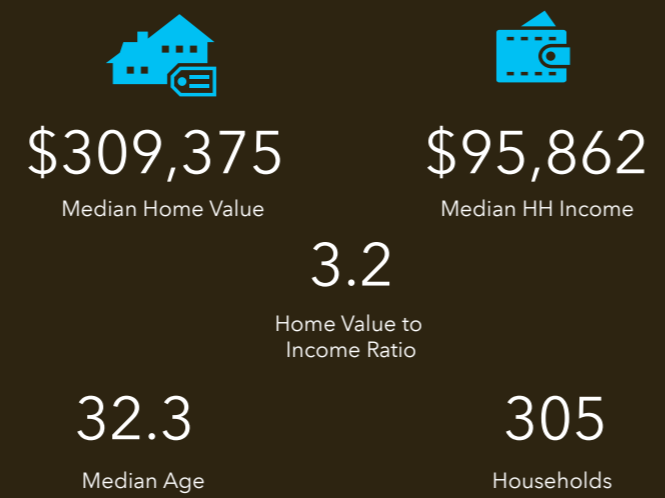 $309,375
Median Home Value
$95,862
Median HH Income
3.2
Home Value to
Income Ratio
32.3
Median Age
305
Households